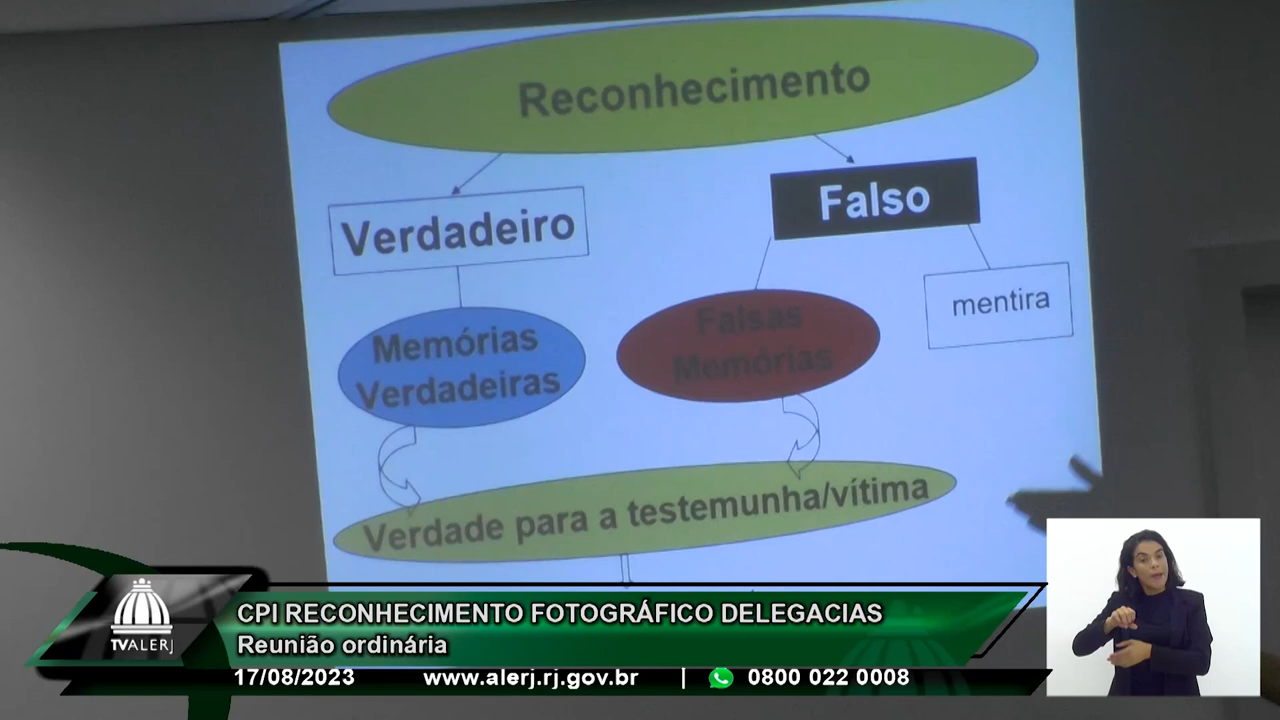 Reconhecimento
Verdadeiro
Falso
mentira
Memórias
Verdadeiras
Falsas
Memórias
Verdade para a testemunha/vítima
CPI RECONHECIMENTO FOTOGRÁFICO DELEGACIAS
Reunião ordinária
TVALERJ
17/08/2023 www.alerj.rj.gov.br | 0800 022 0008